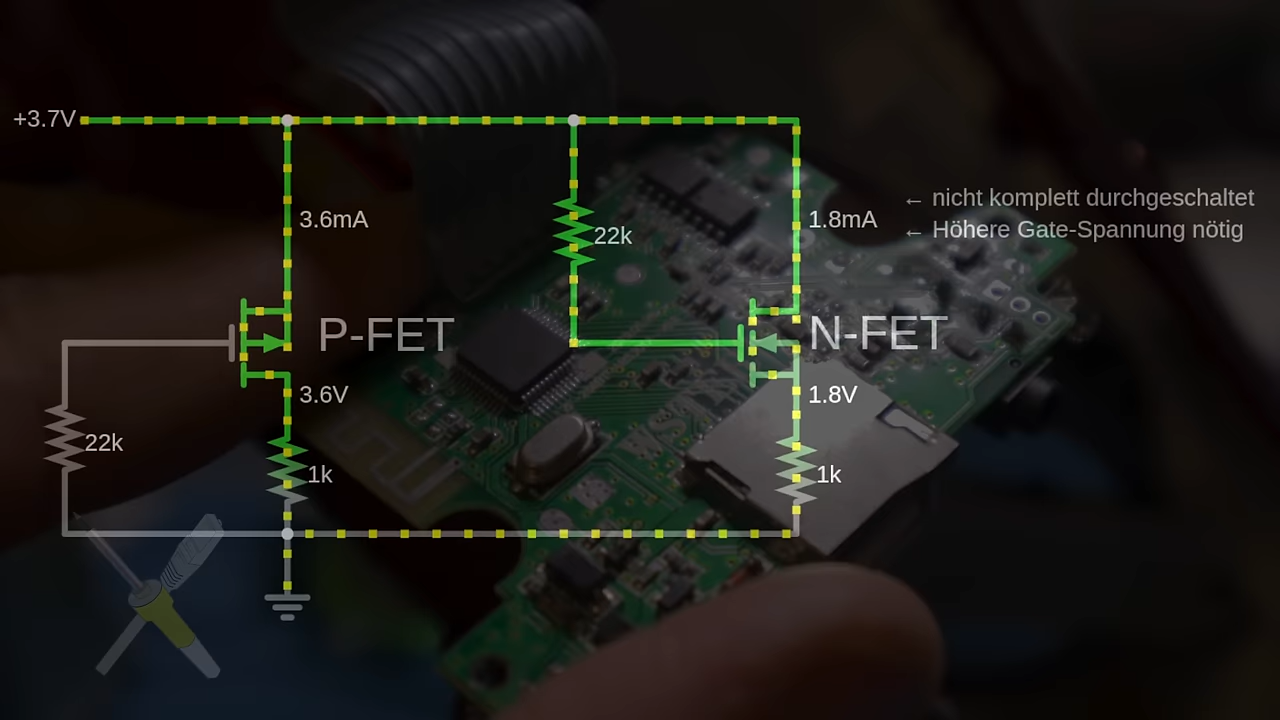 +3.7V
3.6mA
22k
1.8mA
← nicht komplett durchgeschaltet
← Höhere Gate-Spannung nötig
P-FET
N-FET
3.6V
1.8V
22k
1k
1k